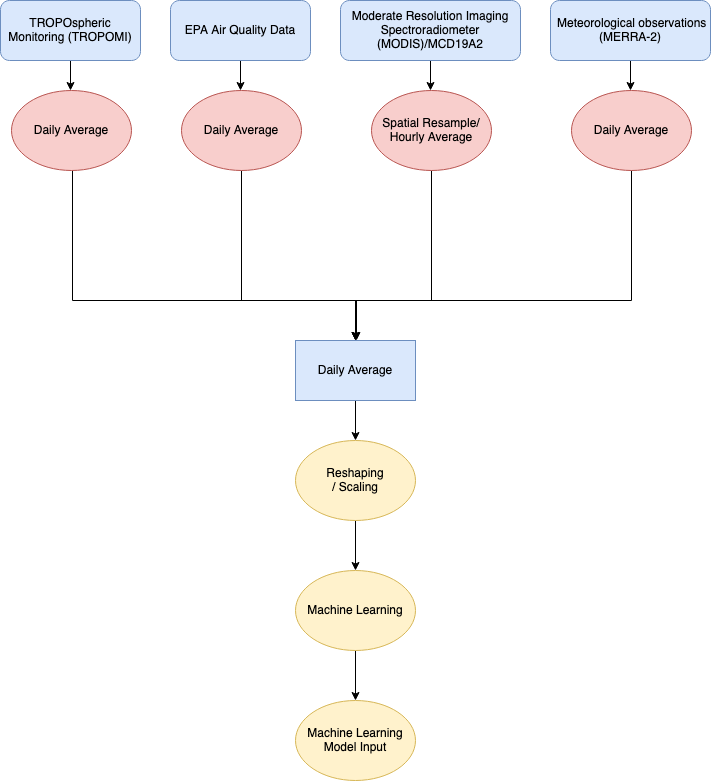 TROPOspheric
Monitoring (TROPOMI)
EPA Air Quality Data
Moderate Resolution Imaging
Spectroradiometer
(MODIS)/MCD19A2
Meteorological observations
(MERRA-2)
Daily Average
Daily Average
Spatial Resample/
Hourly Average
Daily Average
Daily Average
Reshaping
/ Scaling
Machine Learning
Machine Learning
Model Input